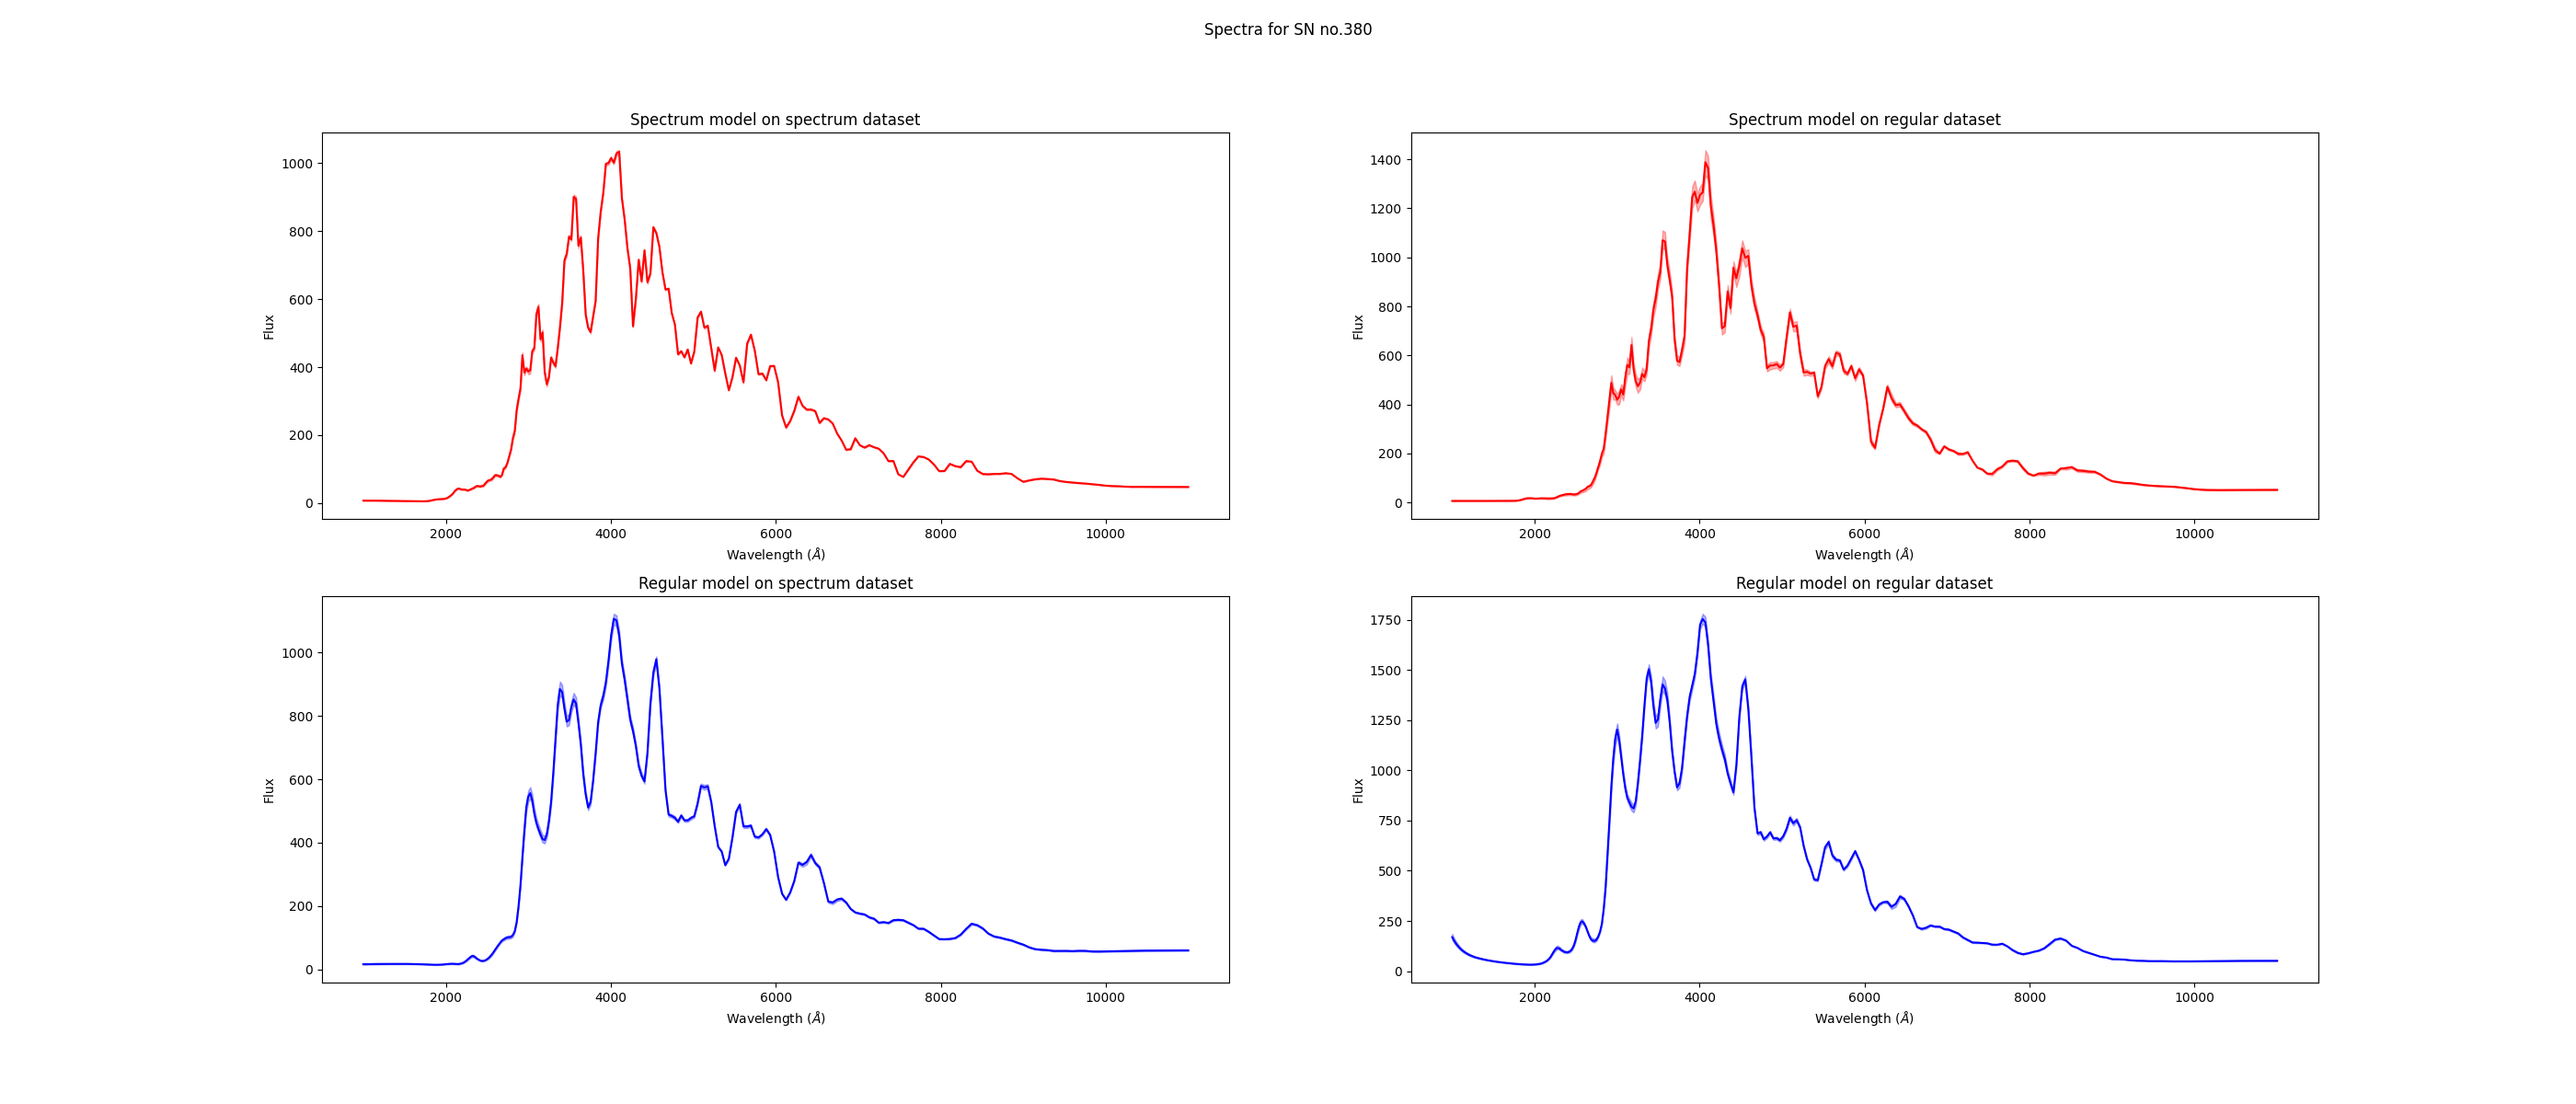 Spectra for SN no.380
Spectrum model on spectrum dataset
1000
800
600
400
200
0
Flux
2000 4000 6000 8000 10000
Wavelength (Å)
Spectrum model on regular dataset
1400
1200
1000
800
600
400
200
0
Flux
2000 4000 6000 8000 10000
Wavelength (Å)
Regular model on spectrum dataset
1000
800
600
400
200
0
Flux
2000 4000 6000 8000 10000
Wavelength (Å)
Regular model on regular dataset
1750
1500
1250
1000
750
500
250
0
Flux
2000 4000 6000 8000 10000
Wavelength (Å)